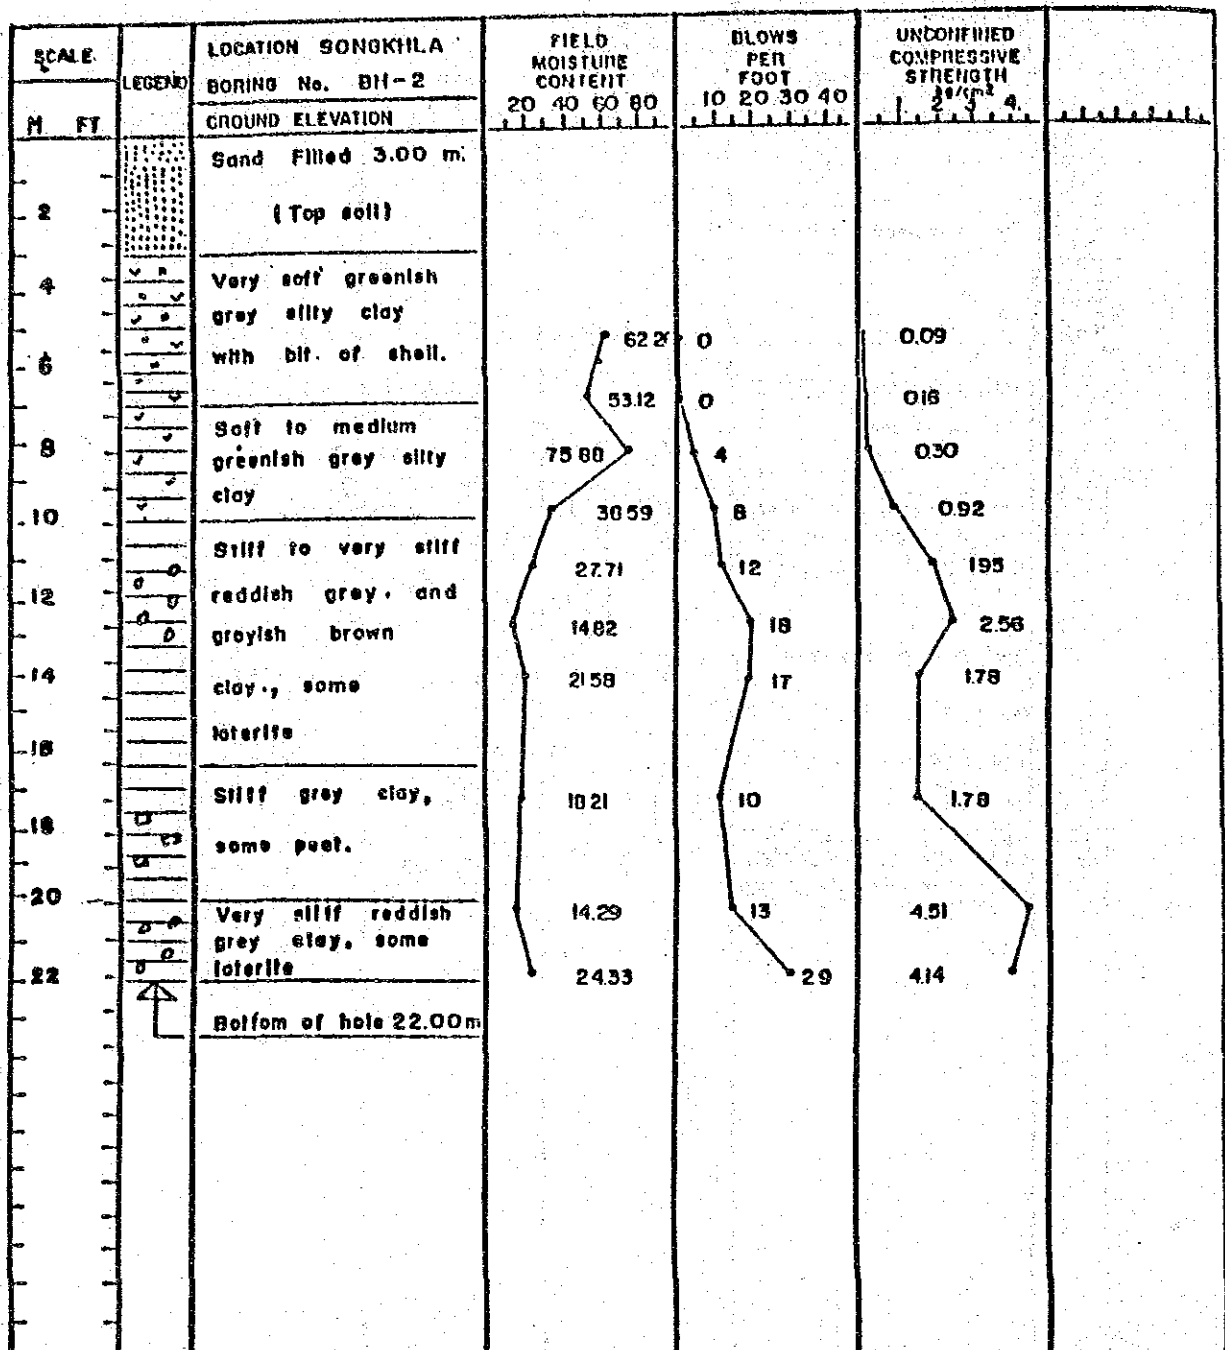 SCALE
M FT
LEGEND
LOCATION SONGKHLA
BORING No. BH-2
GROUND ELEVATION
FIELD
MOISTURE
CONTENT
20 40 60 80
BLOWS
PER
FOOT
10 20 30 40
UNCONFINED
COMPRESSIVE
STRENGTH
kg/cm2
1 2 3 4
Sand Filled 3.00 m.
(Top soil)
2
Very soft greenish
grey silty clay
with bit. of shell.
4
6
62.2 0 0.09
53.12 0 0.16
Soft to medium
greenish grey silty
clay
8
75.80 4 0.30
10
8 0.92
Stiff to very stiff
reddish grey. and
greyish brown
clay., some
laterite
27.71 12 1.95
12
14.82 18 2.56
14
21.58 17 1.78
16
Stiff grey clay,
some peat.
18.21 10 1.78
18
20
Very stiff reddish
grey clay, some
laterite
14.29 13 4.51
22
24.33 29 4.14
Bottom of hole 22.00m